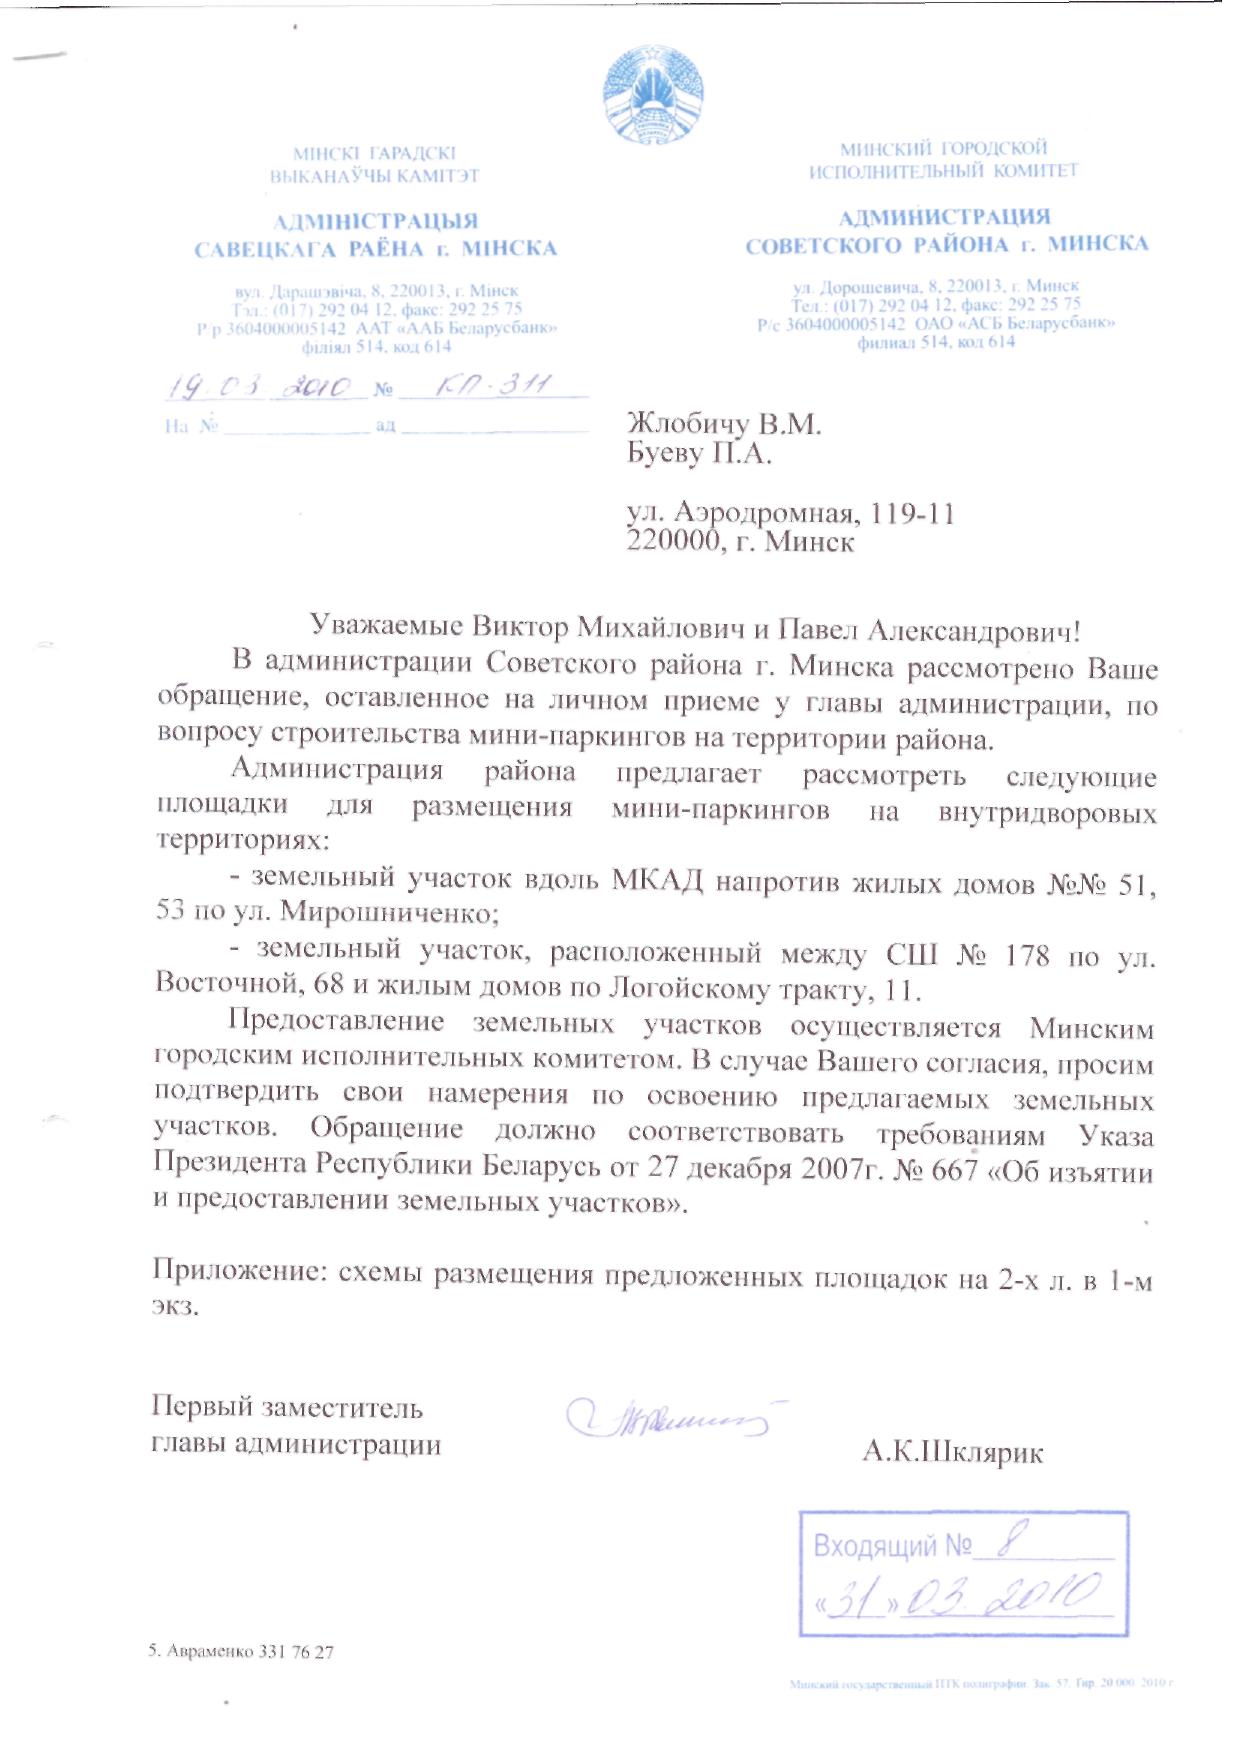 МІНСКІ ГАРАДСКІ
ВЫКАНАЎЧЫ КАМІТЭТ
АДМІНІСТРАЦЫЯ
САВЕЦКАГА РАЁНА г. МІНСКА
вул. Дарашэвіча, 8, 220013, г. Мінск
Тэл.: (017) 292 04 12, факс: 292 25 75
Р/р 3604000005142 ААТ «ААБ Беларусбанк»
філіял 514, код 614
МИНСКИЙ ГОРОДСКОЙ
ИСПОЛНИТЕЛЬНЫЙ КОМИТЕТ
АДМИНИСТРАЦИЯ
СОВЕТСКОГО РАЙОНА г. МИНСКА
ул. Дорошевича, 8, 220013, г. Минск
Тел.: (017) 292 04 12, факс: 292 25 75
Р/с 3604000005142 ОАО «АСБ Беларусбанк»
филиал 514, код 614
19.03 2010 № КП-311
На № ад
Жлобичу В.М.
Буеву П.А.
ул. Аэродромная, 119-11
220000, г. Минск
Уважаемые Виктор Михайлович и Павел Александрович!
В администрации Советского района г. Минска рассмотрено Ваше
обращение, оставленное на личном приеме у главы администрации, по
вопросу строительства мини-паркингов на территории района.
Администрация района предлагает рассмотреть следующие
площадки для размещения мини-паркингов на внутридворовых
территориях:
- земельный участок вдоль МКАД напротив жилых домов №№ 51,
53 по ул. Мирошниченко;
- земельный участок, расположенный между СШ № 178 по ул.
Восточной, 68 и жилым домов по Логойскому тракту, 11.
Предоставление земельных участков осуществляется Минским
городским исполнительных комитетом. В случае Вашего согласия, просим
подтвердить свои намерения по освоению предлагаемых земельных
участков. Обращение должно соответствовать требованиям Указа
Президента Республики Беларусь от 27 декабря 2007г. № 667 «Об изъятии
и предоставлении земельных участков».
Приложение: схемы размещения предложенных площадок на 2-х л. в 1-м
экз.
Первый заместитель
главы администрации
А.К.Шклярик
Входящий № 8
«31» 03. 2010
5. Авраменко 331 76 27
Минский государственный ПТК полиграфии. Зак. 57. Тир. 20 000. 2010 г.